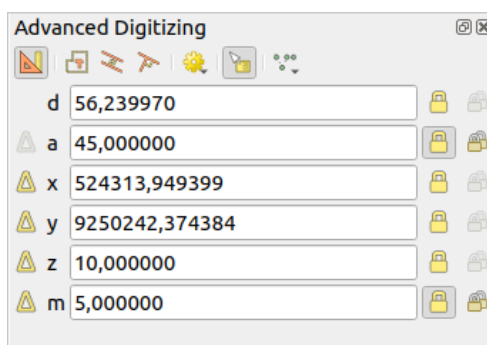 Advanced Digitizing
d 56,239970
a 45,000000
x 524313,949399
y 9250242,374384
z 10,000000
m 5,000000